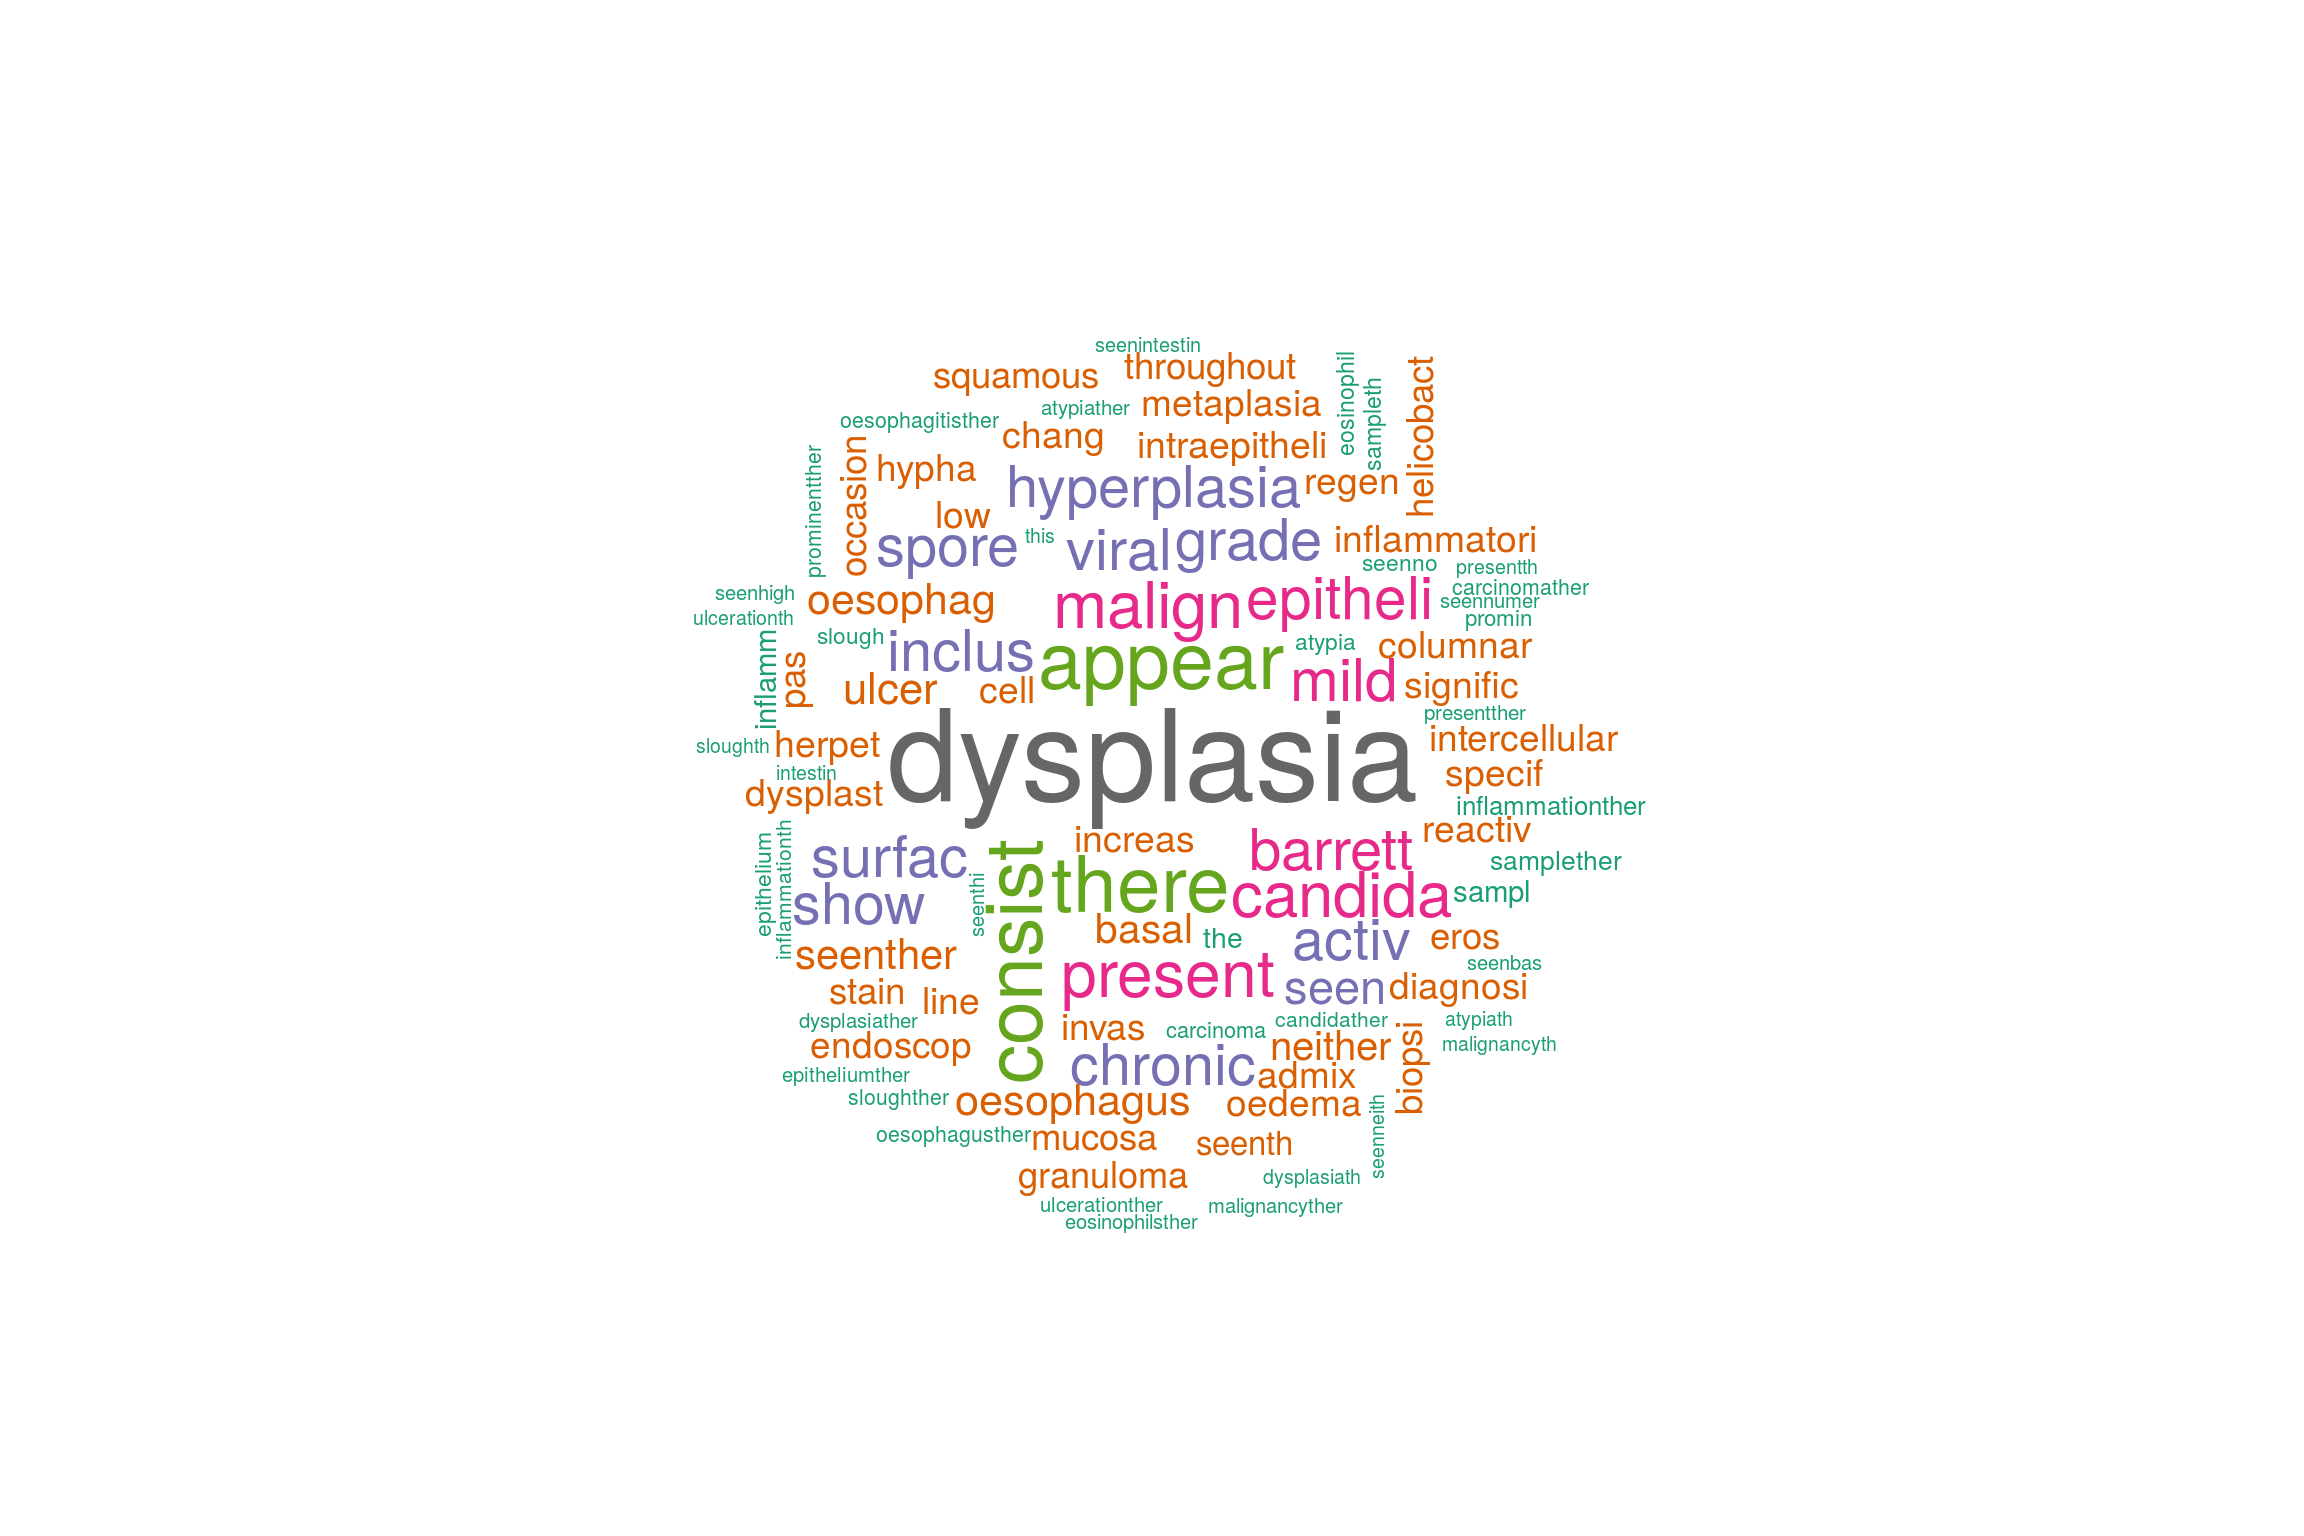 seenintestin
throughout
squamous
eosinophil
sampleth
helicobact
metaplasia
atypiather
oesophagitisther
chang
intraepitheli
occasion
prominentther
hypha
hyperplasia
regen
low
spore
this
viral
grade
inflammatori
seenno
presentth
carcinomather
seenhigh
oesophag
malign
epitheli
seennumer
ulcerationth
promin
slough
inclus
appear
atypia
columnar
inflamm
pas
ulcer
cell
mild
signific
presentther
sloughth
herpet
intercellular
dysplasia
intestin
dysplast
specif
inflammationther
increas
reactiv
surfac
consist
barrett
samplether
epithelium
inflammationth
show
seenthi
there
candida
sampl
basal
the
activ
eros
seenther
seenbas
present
seen
diagnosi
stain
line
dysplasiather
invas
carcinoma
candidather
atypiath
endoscop
neither
biopsi
malignancyth
epitheliumther
chronic
admix
sloughther
oesophagus
oedema
oesophagusther
mucosa
seenth
seenneith
granuloma
dysplasiath
ulcerationther
malignancyther
eosinophilsther